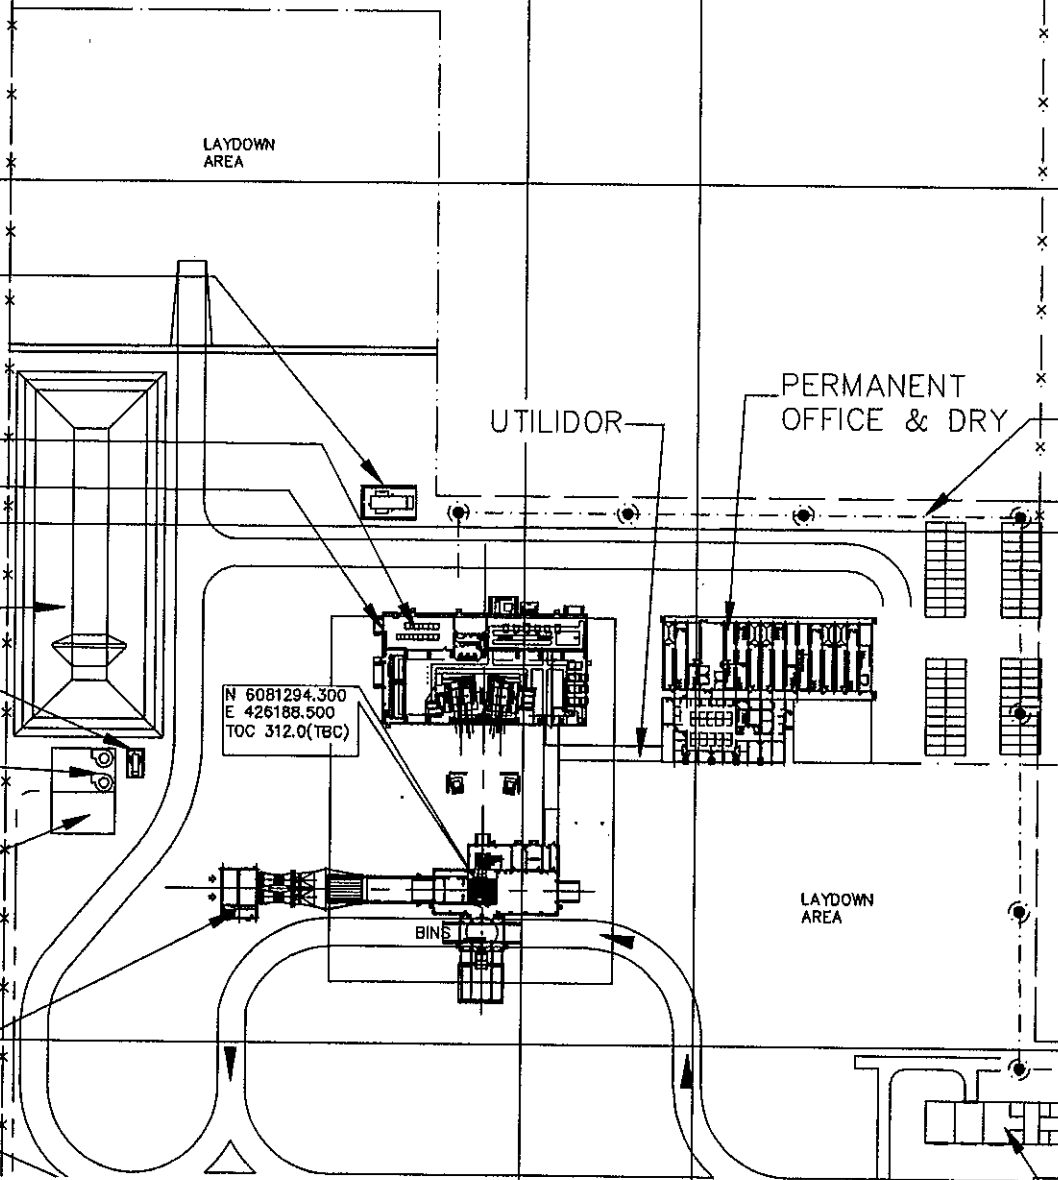 LAYDOWN
AREA
PERMANENT
OFFICE & DRY
UTILIDOR
N 6081294.300
E 426188.500
TOC 312.0(TBC)
LAYDOWN
AREA
BINS